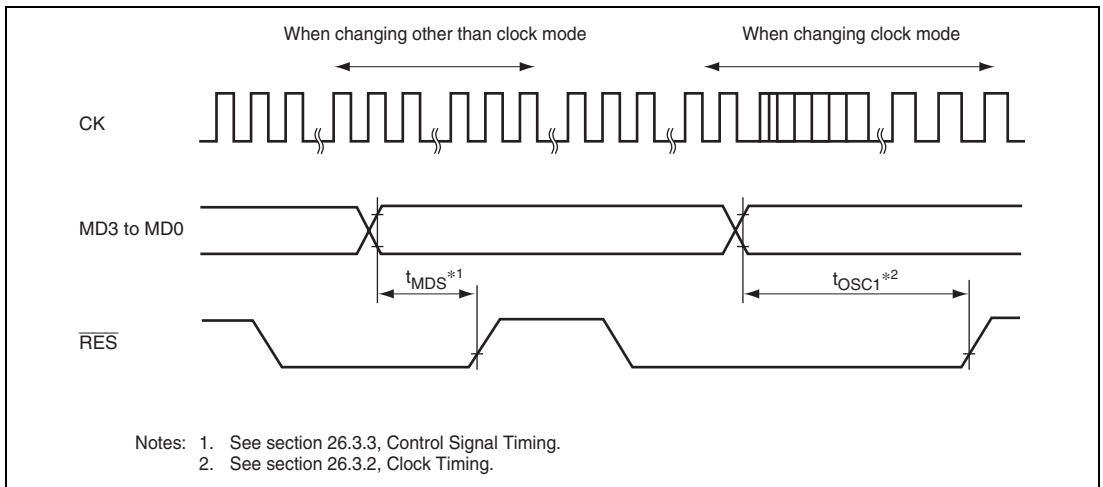 When changing other than clock mode
When changing clock mode
CK
MD3 to MD0
tMDS*1
tOSC1*2
RES
Notes: 1. See section 26.3.3, Control Signal Timing.
2. See section 26.3.2, Clock Timing.